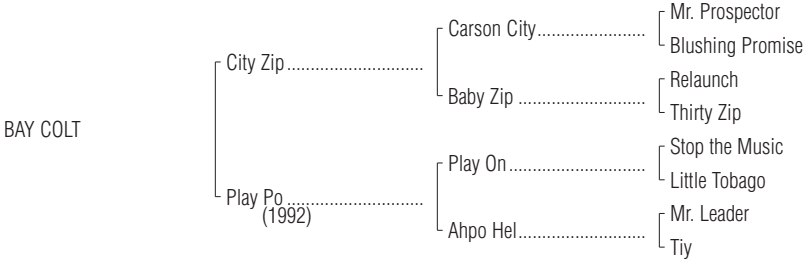 Mr. Prospector
Carson City.......................
Blushing Promise
City Zip.............................
Relaunch
Baby Zip ...........................
Thirty Zip
BAY COLT
Stop the Music
Play On.............................
Little Tobago
Play Po.............................
(1992)
Mr. Leader
Ahpo Hel...........................
Tiy